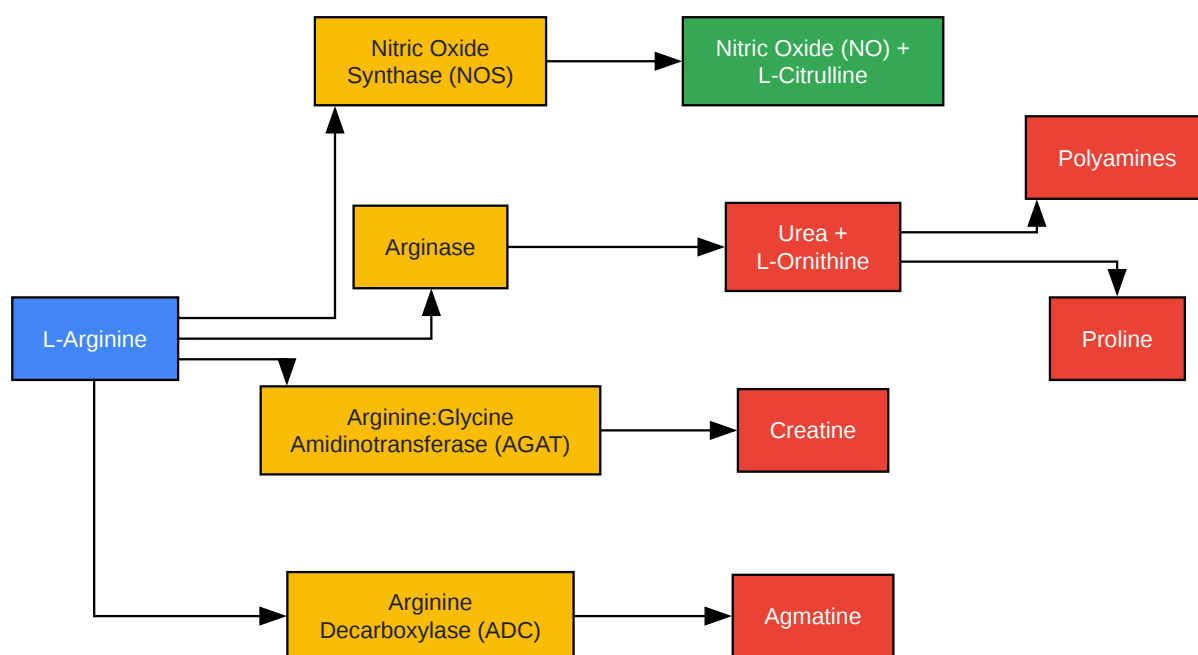 Nitric Oxide
Synthase (NOS)
Nitric Oxide (NO) +
L-Citrulline
Polyamines
Arginase
Urea +
L-Ornithine
L-Arginine
Proline
Arginine:Glycine
Amidinotransferase (AGAT)
Creatine
Arginine
Decarboxylase (ADC)
Agmatine